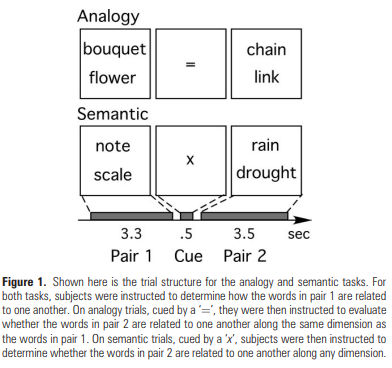 Analogy
bouquet = chain
flower link
Semantic
note x rain
scale drought
3.3 .5 3.5 sec
Pair 1 Cue Pair 2
Figure 1. Shown here is the trial structure for the analogy and semantic tasks. For
both tasks, subjects were instructed to determine how the words in pair 1 are related
to one another. On analogy trials, cued by a ‘=’, they were then instructed to evaluate
whether the words in pair 2 are related to one another along the same dimension as
the words in pair 1. On semantic trials, cued by a ‘x’, subjects were then instructed to
determine whether the words in pair 2 are related to one another along any dimension.